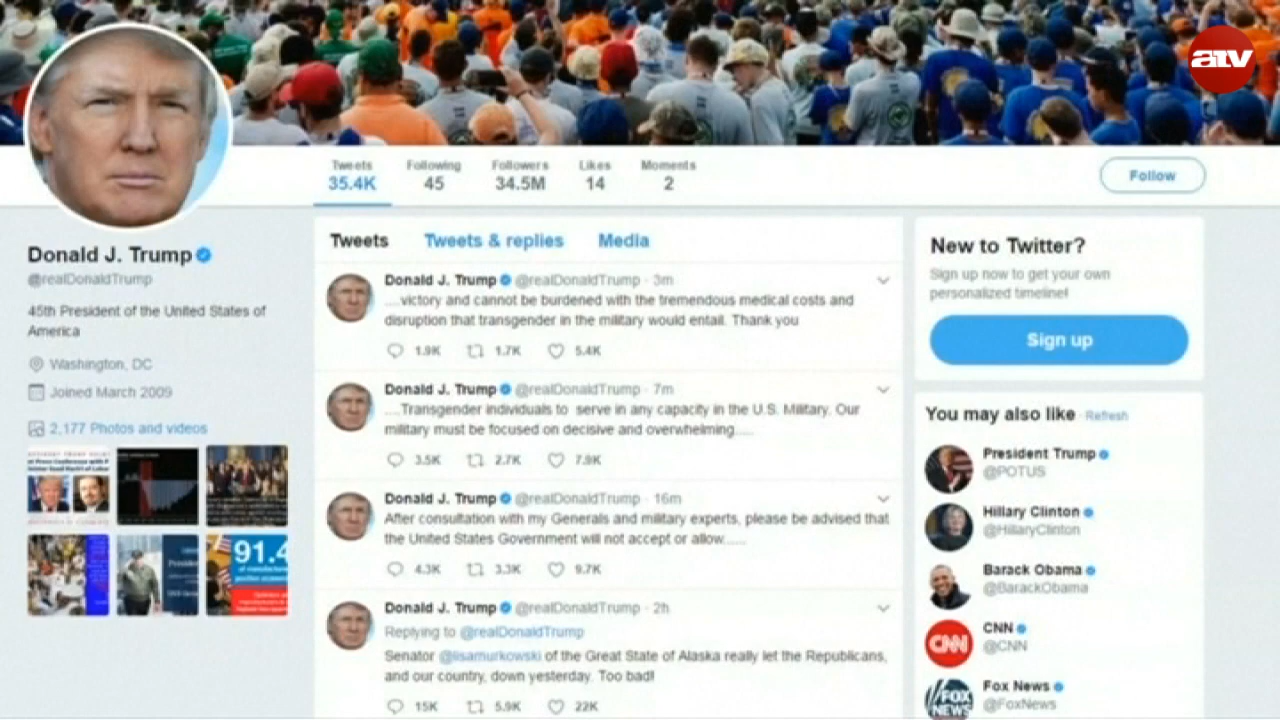 atv
Tweets
35.4K
Following
45
Followers
34.5M
Likes
14
Moments
2
Follow
Donald J. Trump
@realDonaldTrump
45th President of the United States of
America
Washington, DC
Joined March 2009
2,177 Photos and videos
91.4
Tweets
Tweets & replies
Media
Donald J. Trump @realDonaldTrump · 3m
....victory and cannot be burdened with the tremendous medical costs and
disruption that transgender in the military would entail. Thank you
1.9K 1.7K 5.4K
Donald J. Trump @realDonaldTrump · 7m
....Transgender individuals to serve in any capacity in the U.S. Military. Our
military must be focused on decisive and overwhelming.....
3.5K 2.7K 7.9K
Donald J. Trump @realDonaldTrump · 16m
After consultation with my Generals and military experts, please be advised that
the United States Government will not accept or allow......
4.3K 3.3K 9.7K
Donald J. Trump @realDonaldTrump · 2h
Replying to @realDonaldTrump
Senator @lisamurkowski of the Great State of Alaska really let the Republicans,
and our country, down yesterday. Too bad!
15K 5.9K 22K
New to Twitter?
Sign up now to get your own
personalized timeline!
Sign up
You may also like · Refresh
President Trump
@POTUS
Hillary Clinton
@HillaryClinton
Barack Obama
@BarackObama
CNN
CNN
@CNN
FOX
NEWS
Fox News
@FoxNews